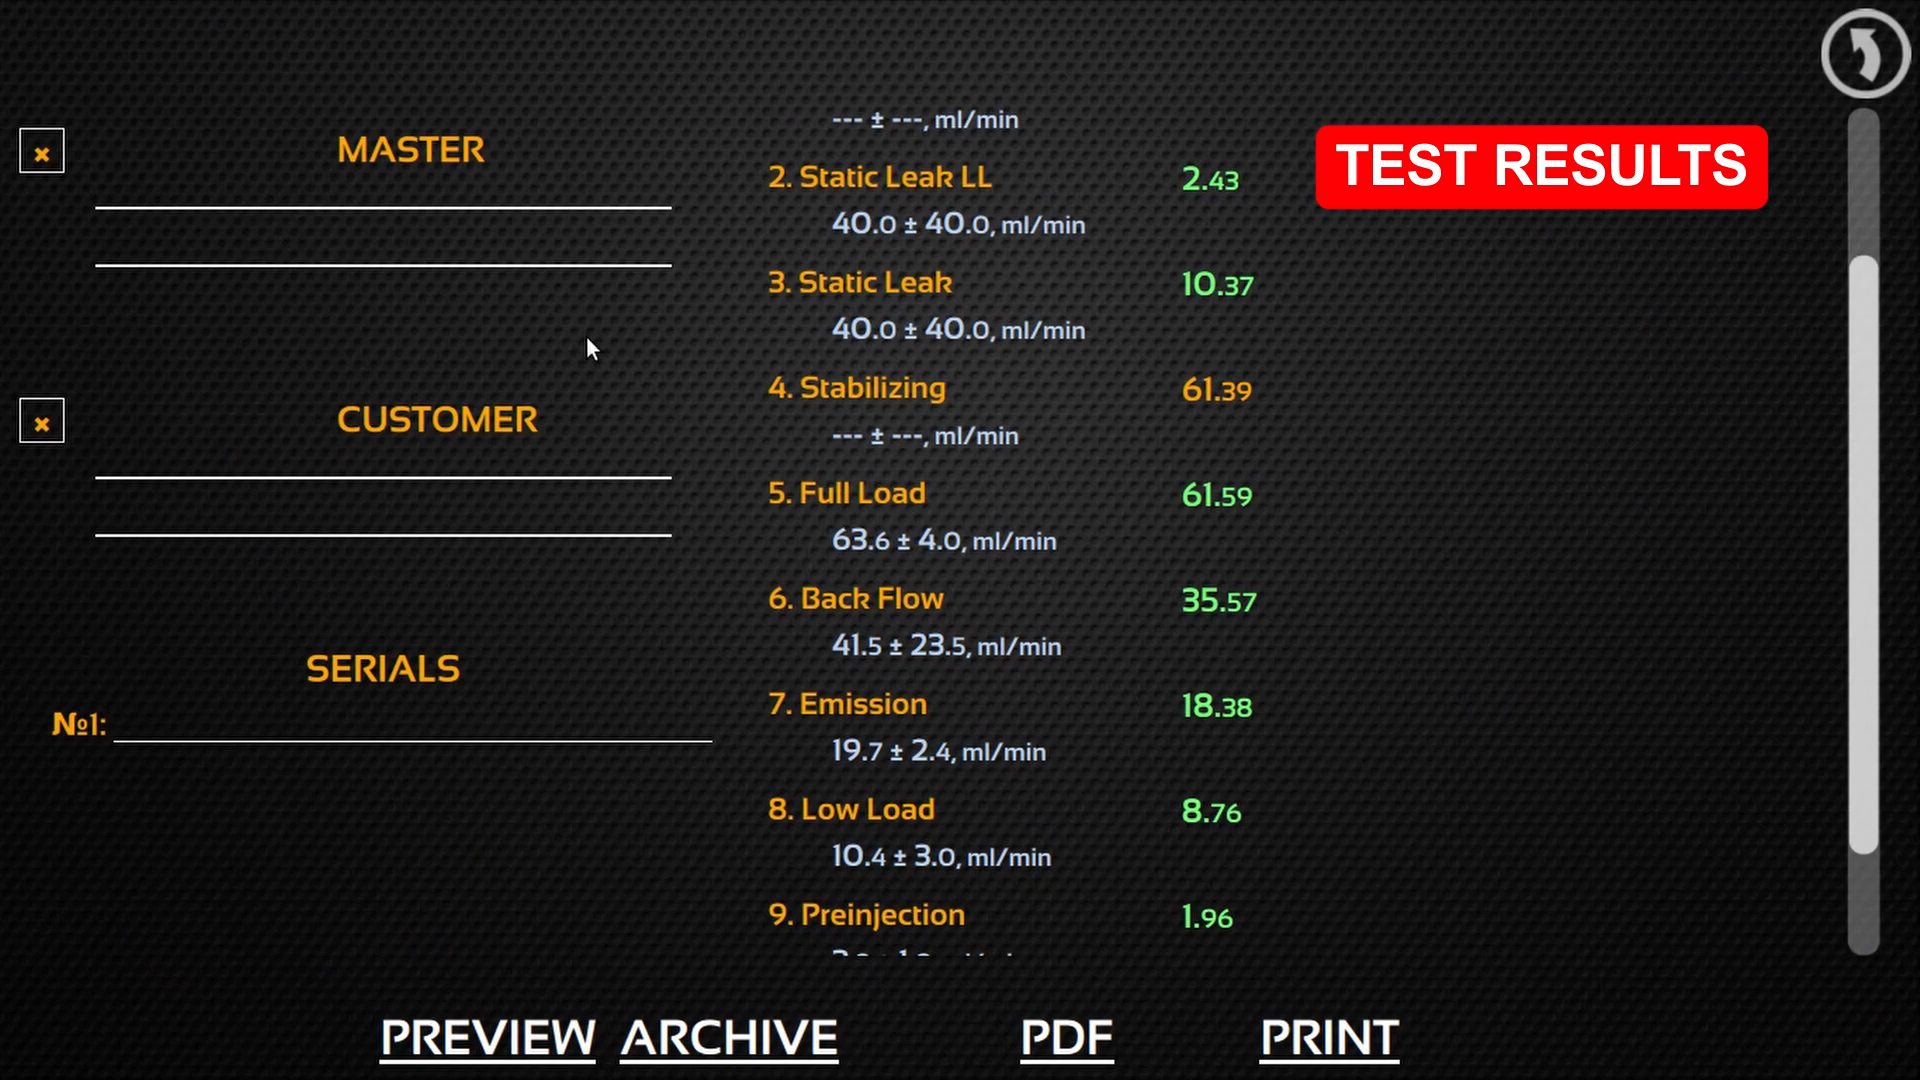 MASTER
CUSTOMER
SERIALS
№1:
--- ± ---, ml/min
2. Static Leak LL 2.43
40.0 ± 40.0, ml/min
3. Static Leak 10.37
40.0 ± 40.0, ml/min
4. Stabilizing 61.39
--- ± ---, ml/min
5. Full Load 61.59
63.6 ± 4.0, ml/min
6. Back Flow 35.57
41.5 ± 23.5, ml/min
7. Emission 18.38
19.7 ± 2.4, ml/min
8. Low Load 8.76
10.4 ± 3.0, ml/min
9. Preinjection 1.96
TEST RESULTS
PREVIEW ARCHIVE PDF PRINT